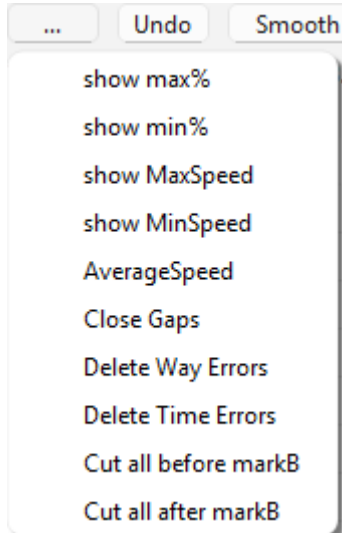 ... Undo Smooth
show max%
show min%
show MaxSpeed
show MinSpeed
AverageSpeed
Close Gaps
Delete Way Errors
Delete Time Errors
Cut all before markB
Cut all after markB